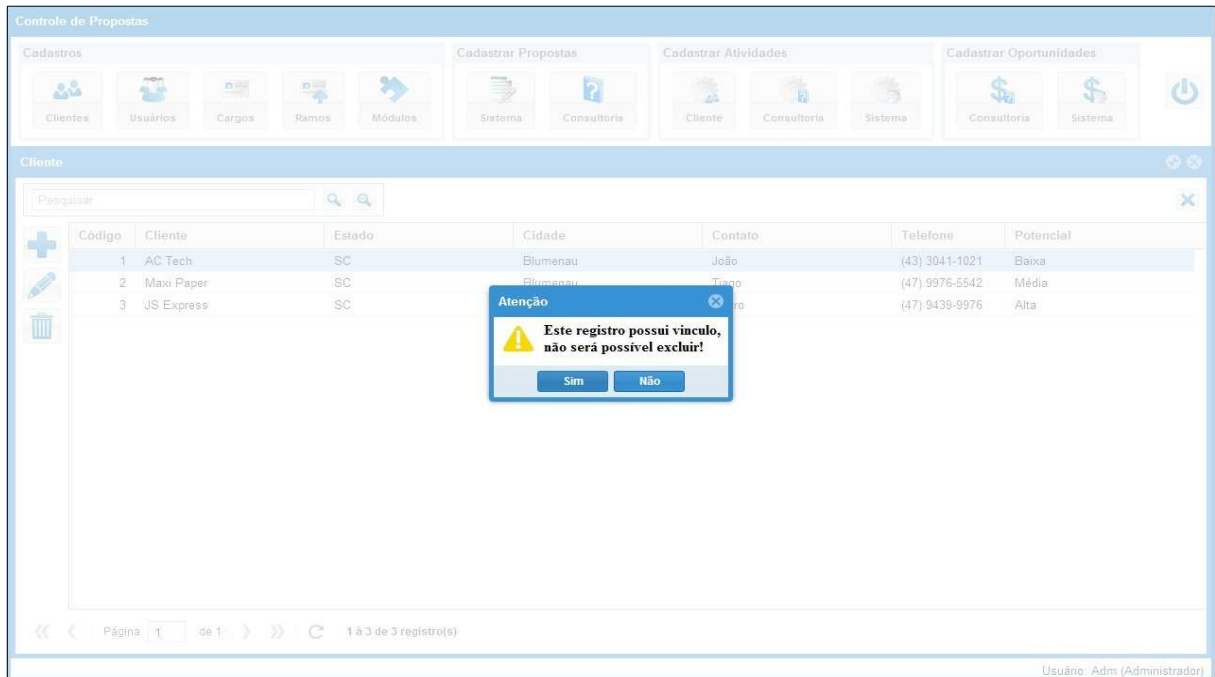 Controle de Propostas
Cadastros
Cadastrar Propostas
Cadastrar Atividades
Cadastrar Oportunidades
Clientes Usuários Cargos Ramos Módulos Sistema Consultoria Cliente Consultoria Sistema Consultoria Sistema
Cliente
Pesquisar
Código Cliente Estado Cidade Contato Telefone Potencial
1 AC Tech SC Blumenau João (43) 3041-1021 Baixa
2 Maxi Paper SC Blumenau Tiago (47) 9976-5542 Média
3 JS Express SC ro (47) 9439-9976 Alta
Atenção
Este registro possui vinculo,
não será possível excluir!
Sim Não
Página 1 de 1 1 à 3 de 3 registro(s)
Usuário: Adm (Administrador)